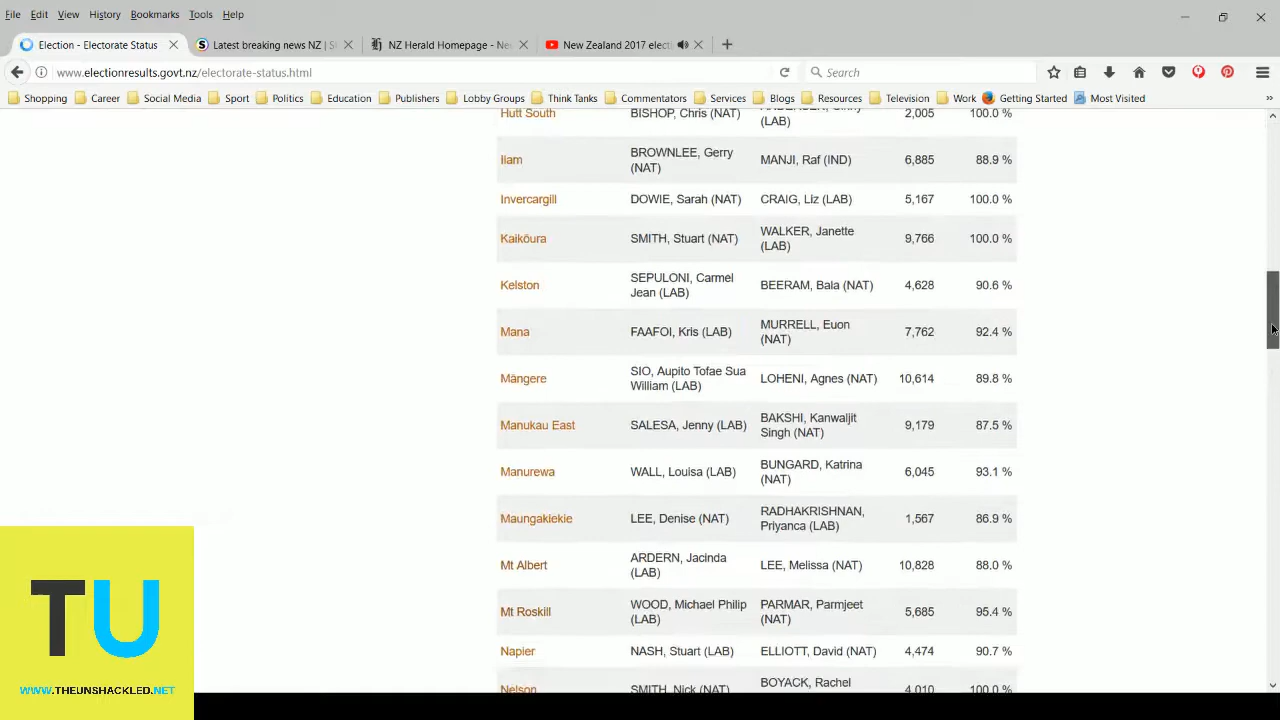 File Edit View History Bookmarks Tools Help
Election - Electorate Status Latest breaking news NZ | S NZ Herald Homepage - Ne New Zealand 2017 elect
www.electionresults.govt.nz/electorate-status.html Search
Shopping Career Social Media Sport Politics Education Publishers Lobby Groups Think Tanks Commentators Services Blogs Resources Television Work Getting Started Most Visited
Hutt South BISHOP, Chris (NAT) (LAB) 2,005 100.0 %
Ilam BROWNLEE, Gerry (NAT) MANJI, Raf (IND) 6,885 88.9 %
Invercargill DOWIE, Sarah (NAT) CRAIG, Liz (LAB) 5,167 100.0 %
Kaikōura SMITH, Stuart (NAT) WALKER, Janette (LAB) 9,766 100.0 %
Kelston SEPULONI, Carmel Jean (LAB) BEERAM, Bala (NAT) 4,628 90.6 %
Mana FAAFOI, Kris (LAB) MURRELL, Euon (NAT) 7,762 92.4 %
Māngere SIO, Aupito Tofae Sua William (LAB) LOHENI, Agnes (NAT) 10,614 89.8 %
Manukau East SALESA, Jenny (LAB) BAKSHI, Kanwaljit Singh (NAT) 9,179 87.5 %
Manurewa WALL, Louisa (LAB) BUNGARD, Katrina (NAT) 6,045 93.1 %
Maungakiekie LEE, Denise (NAT) RADHAKRISHNAN, Priyanca (LAB) 1,567 86.9 %
Mt Albert ARDERN, Jacinda (LAB) LEE, Melissa (NAT) 10,828 88.0 %
Mt Roskill WOOD, Michael Philip (LAB) PARMAR, Parmjeet (NAT) 5,685 95.4 %
Napier NASH, Stuart (LAB) ELLIOTT, David (NAT) 4,474 90.7 %
Nelson SMITH, Nick (NAT) BOYACK, Rachel 4,010 100.0 %
TU
WWW.THEUNSHACKLED.NET